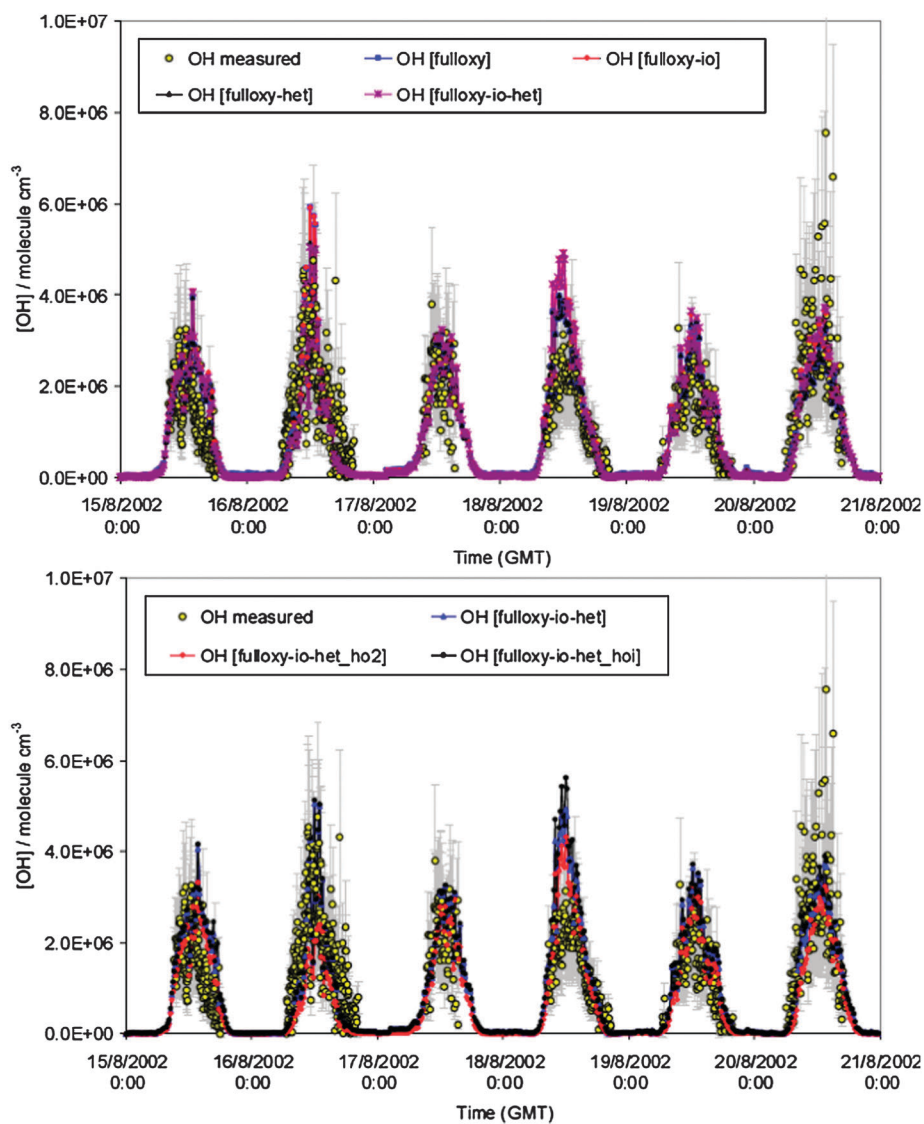 1.0E+07
8.0E+06
6.0E+06
4.0E+06
2.0E+06
0.0E+00
[OH] / molecule cm⁻³
OH measured OH [fulloxy] OH [fulloxy-io]
OH [fulloxy-het] OH [fulloxy-io-het]
15/8/2002 16/8/2002 17/8/2002 18/8/2002 19/8/2002 20/8/2002 21/8/2002
0:00 0:00 0:00 0:00 0:00 0:00 0:00
Time (GMT)
1.0E+07
8.0E+06
6.0E+06
4.0E+06
2.0E+06
0.0E+00
[OH] / molecule cm⁻³
OH measured OH [fulloxy-io-het]
OH [fulloxy-io-het_ho2] OH [fulloxy-io-het_hoi]
15/8/2002 16/8/2002 17/8/2002 18/8/2002 19/8/2002 20/8/2002 21/8/2002
0:00 0:00 0:00 0:00 0:00 0:00 0:00
Time (GMT)